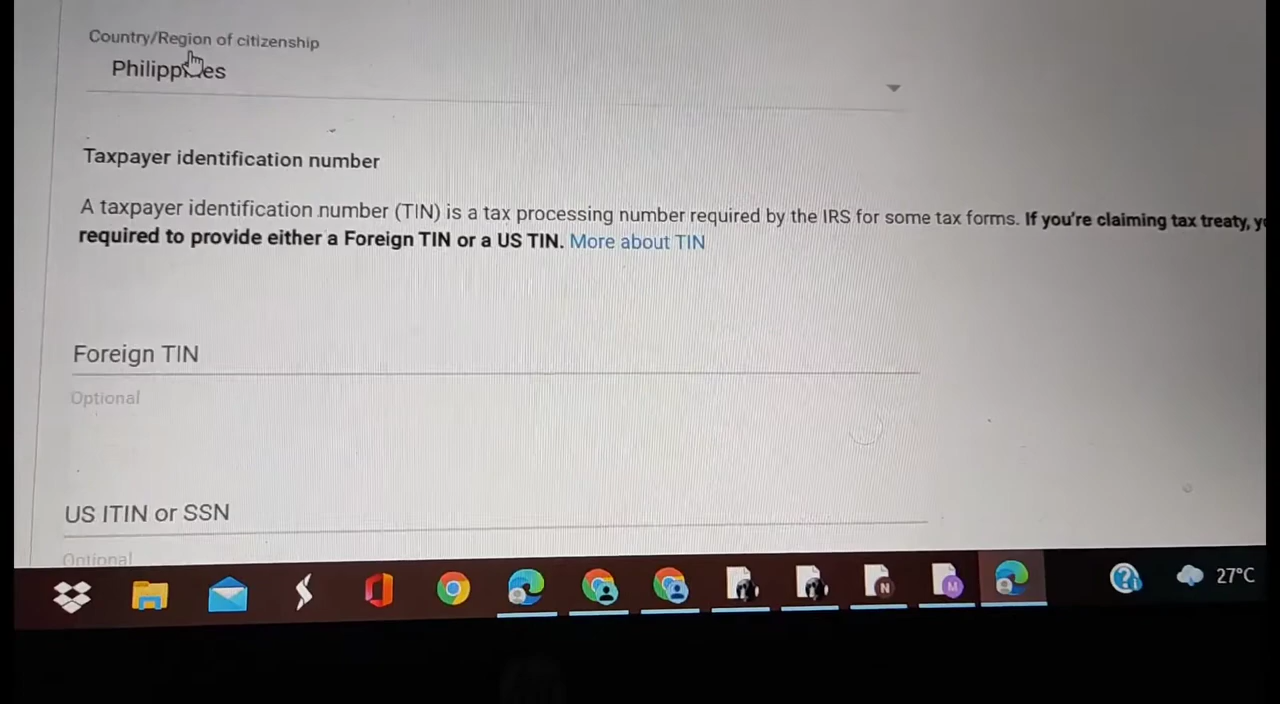 Country/Region of citizenship
Philippines
Taxpayer identification number
A taxpayer identification number (TIN) is a tax processing number required by the IRS for some tax forms. If you're claiming tax treaty, y
required to provide either a Foreign TIN or a US TIN. More about TIN
Foreign TIN
Optional
US ITIN or SSN
Optional
N
M
27°C